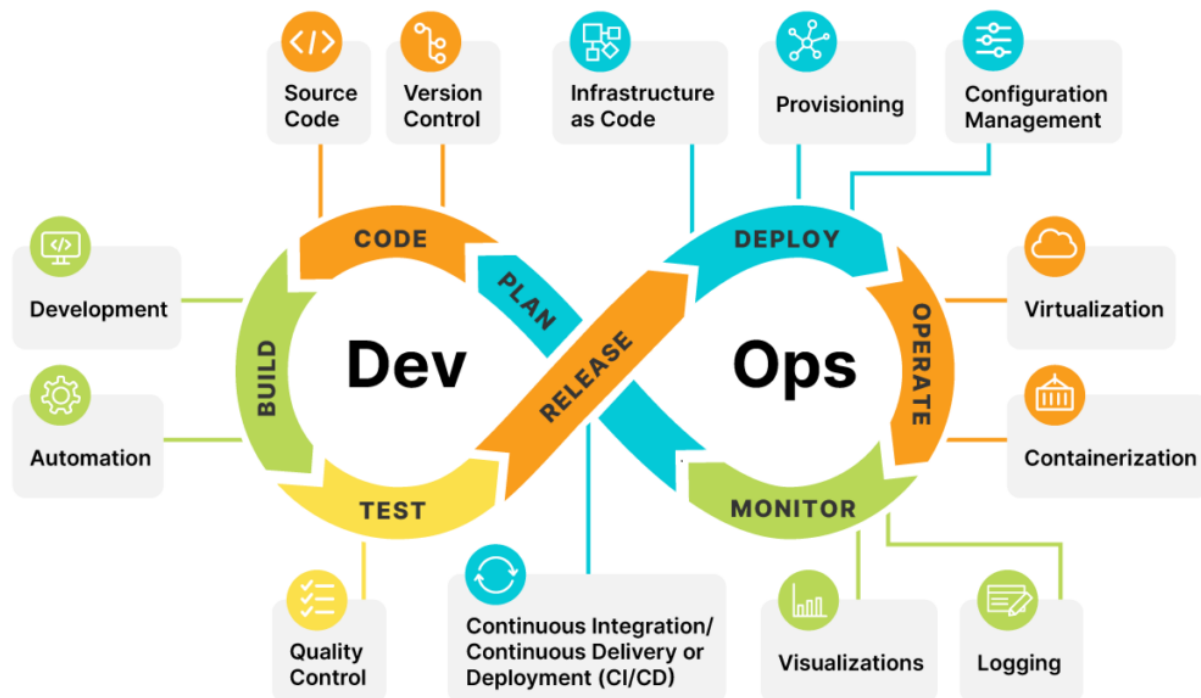 Source
Code
Version
Control
Infrastructure
as Code
Provisioning
Configuration
Management
CODE
DEPLOY
Development
PLAN
Virtualization
BUILD
Dev
RELEASE
Ops
OPERATE
Automation
Containerization
TEST
MONITOR
Quality
Control
Continuous Integration/
Continuous Delivery or
Deployment (CI/CD)
Visualizations
Logging